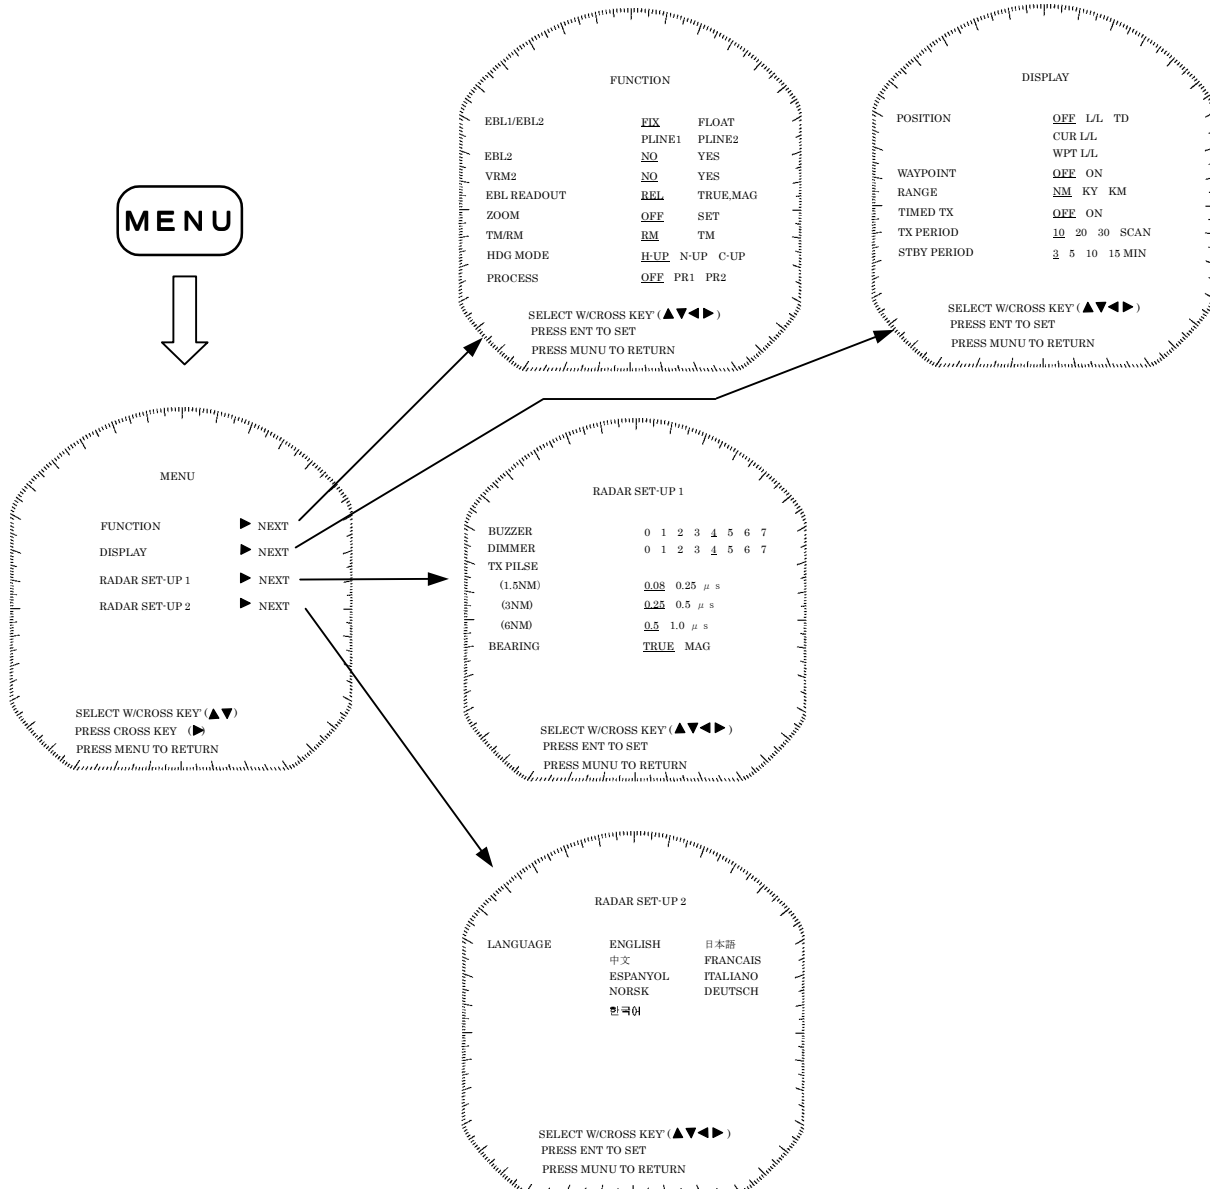 MENU
FUNCTION
EBL1/EBL2 FIX FLOAT
PLINE1 PLINE2
EBL2 NO YES
VRM2 NO YES
EBL READOUT REL TRUE,MAG
ZOOM OFF SET
TM/RM RM TM
HDG MODE H-UP N-UP C-UP
PROCESS OFF PR1 PR2
SELECT W/CROSS KEY' (▲▼◀▶)
PRESS ENT TO SET
PRESS MUNU TO RETURN
DISPLAY
POSITION OFF L/L TD
CUR L/L
WPT L/L
WAYPOINT OFF ON
RANGE NM KY KM
TIMED TX OFF ON
TX PERIOD 10 20 30 SCAN
STBY PERIOD 3 5 10 15 MIN
SELECT W/CROSS KEY' (▲▼◀▶)
PRESS ENT TO SET
PRESS MUNU TO RETURN
MENU
FUNCTION ▶ NEXT
DISPLAY ▶ NEXT
RADAR SET-UP 1 ▶ NEXT
RADAR SET-UP 2 ▶ NEXT
SELECT W/CROSS KEY' (▲▼)
PRESS CROSS KEY (▶)
PRESS MENU TO RETURN
RADAR SET-UP 1
BUZZER 0 1 2 3 4 5 6 7
DIMMER 0 1 2 3 4 5 6 7
TX PILSE
(1.5NM) 0.08 0.25 μ s
(3NM) 0.25 0.5 μ s
(6NM) 0.5 1.0 μ s
BEARING TRUE MAG
SELECT W/CROSS KEY' (▲▼◀▶)
PRESS ENT TO SET
PRESS MUNU TO RETURN
RADAR SET-UP 2
LANGUAGE ENGLISH 日本語
中文 FRANCAIS
ESPANYOL ITALIANO
NORSK DEUTSCH
한국어
SELECT W/CROSS KEY' (▲▼◀▶)
PRESS ENT TO SET
PRESS MUNU TO RETURN